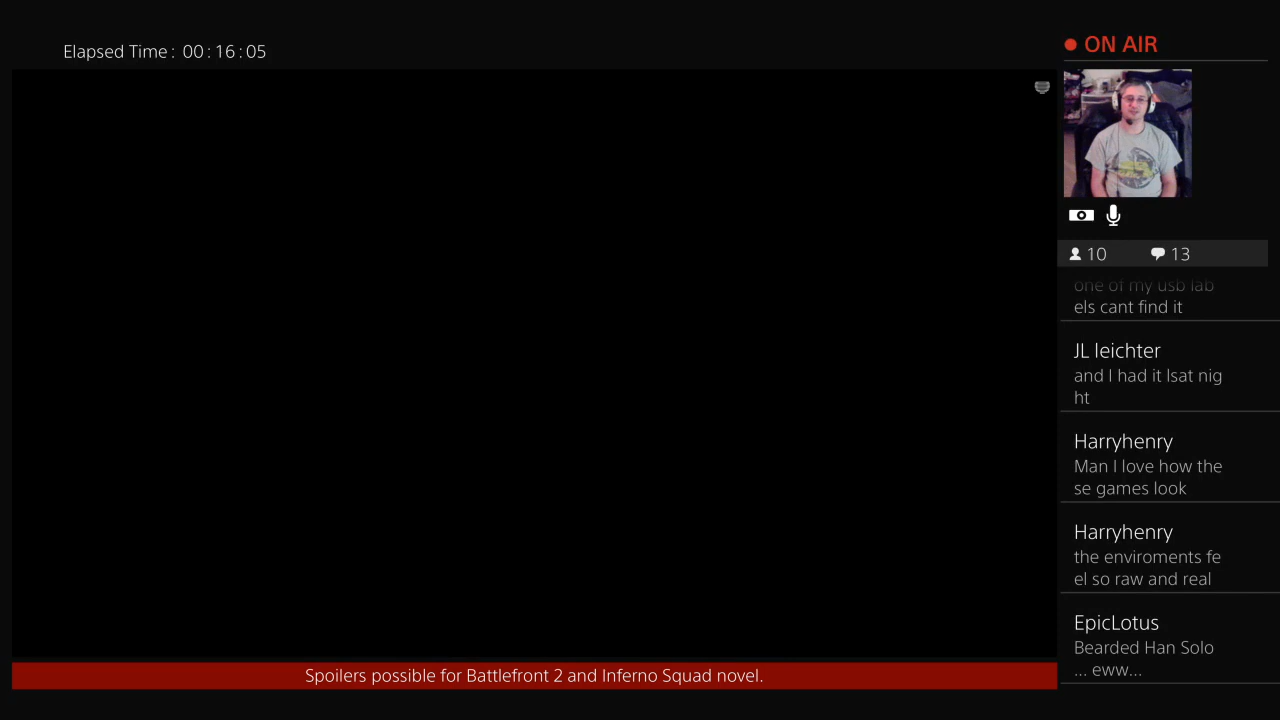 Elapsed Time : 00 : 16 : 05
ON AIR
10
13
one of my usb lab
els cant find it
JL leichter
and I had it lsat nig
ht
Harryhenry
Man I love how the
se games look
Harryhenry
the enviroments fe
el so raw and real
EpicLotus
Bearded Han Solo
... eww...
Spoilers possible for Battlefront 2 and Inferno Squad novel.